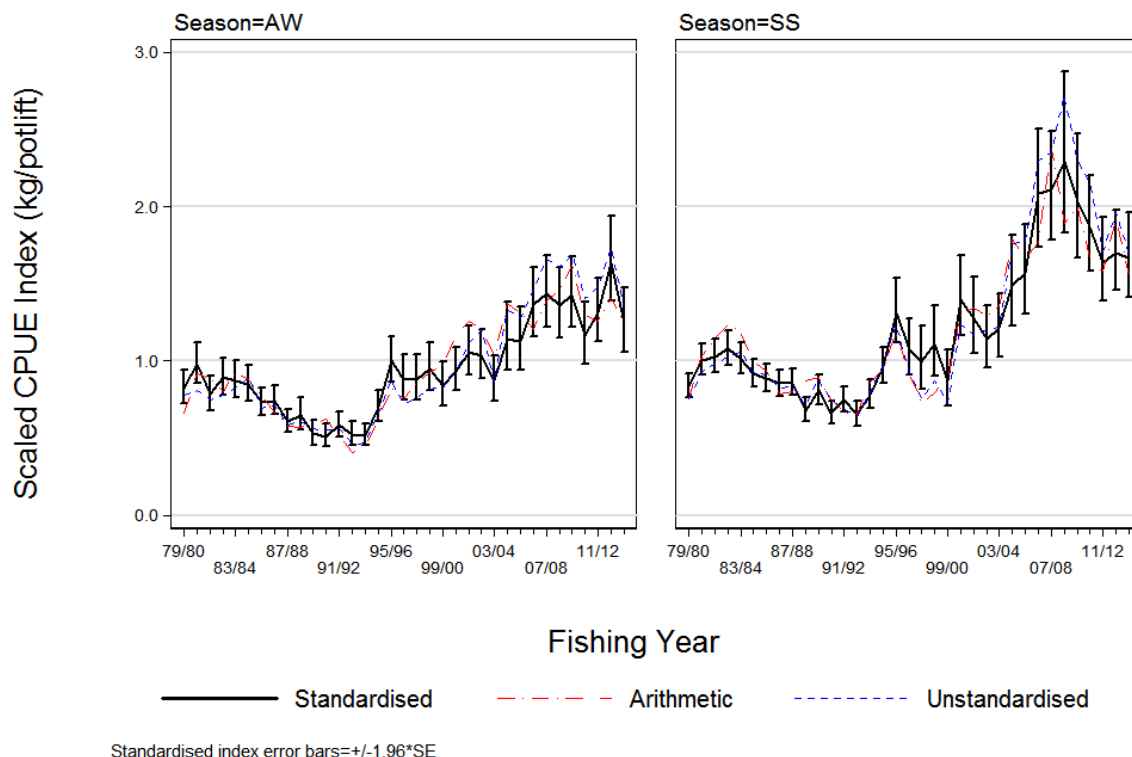 Season=AW
Season=SS
Scaled CPUE Index (kg/potlift)
3.0
2.0
1.0
0.0
79/80 87/88 95/96 03/04 11/12
83/84 91/92 99/00 07/08
79/80 87/88 95/96 03/04 11/12
83/84 91/92 99/00 07/08
Fishing Year
Standardised Arithmetic Unstandardised
Standardised index error bars=+/-1.96*SE